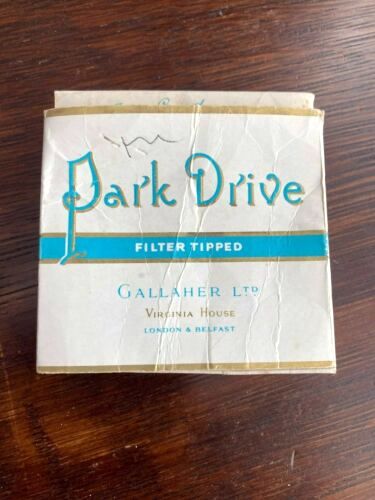 Park Drive
FILTER TIPPED
GALLAHER LTD
VIRGINIA HOUSE
LONDON & BELFAST